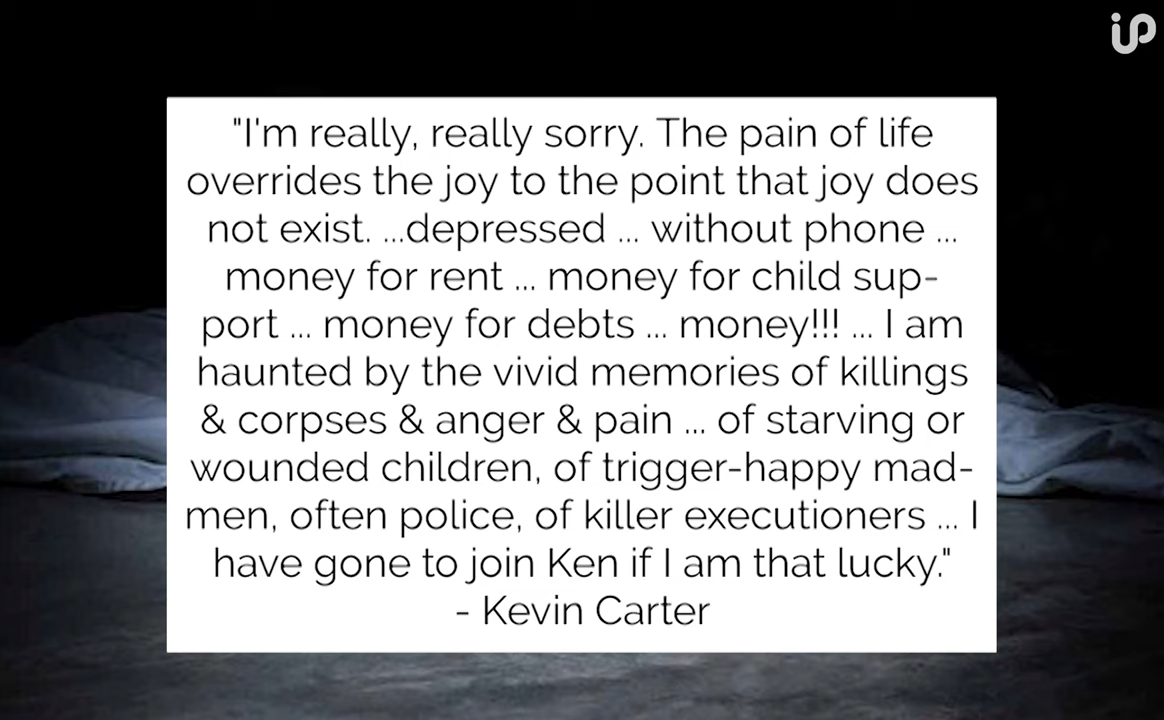 "I'm really, really sorry. The pain of life
overrides the joy to the point that joy does
not exist. ...depressed ... without phone ...
money for rent ... money for child sup-
port ... money for debts ... money!!! ... I am
haunted by the vivid memories of killings
& corpses & anger & pain ... of starving or
wounded children, of trigger-happy mad-
men, often police, of killer executioners ... I
have gone to join Ken if I am that lucky."
- Kevin Carter